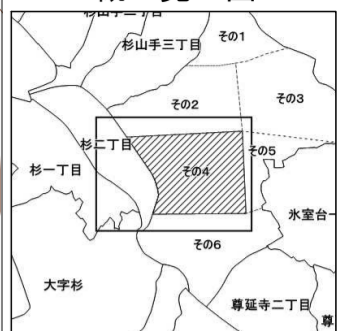 杉山手三丁目
その1
その2
その3
杉二丁目
その5
杉一丁目
その4
氷室台一
その6
大字杉
尊延寺二丁目
尊